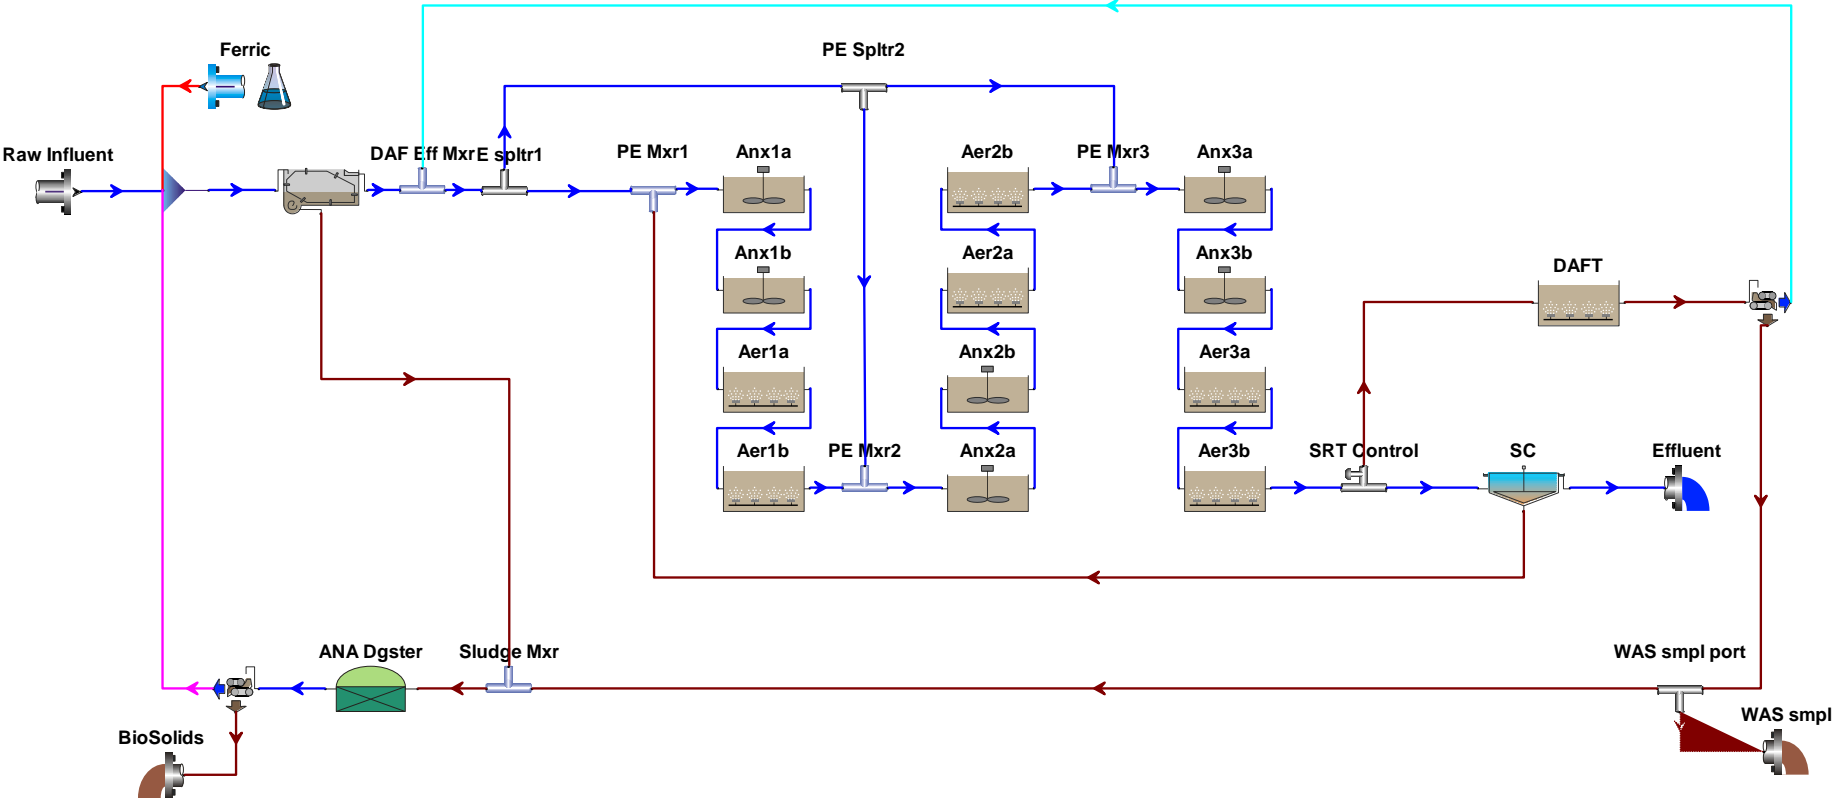 PE Spltr2
Ferric
Raw Influent
DAF Eff Mxr
E spltr1
PE Mxr1
Anx1a
Aer2b
PE Mxr3
Anx3a
Anx1b
Aer2a
Anx3b
DAFT
Aer1a
Anx2b
Aer3a
Aer1b
PE Mxr2
Anx2a
Aer3b
SRT Control
SC
Effluent
ANA Dgster
Sludge Mxr
WAS smpl port
WAS smpl
BioSolids